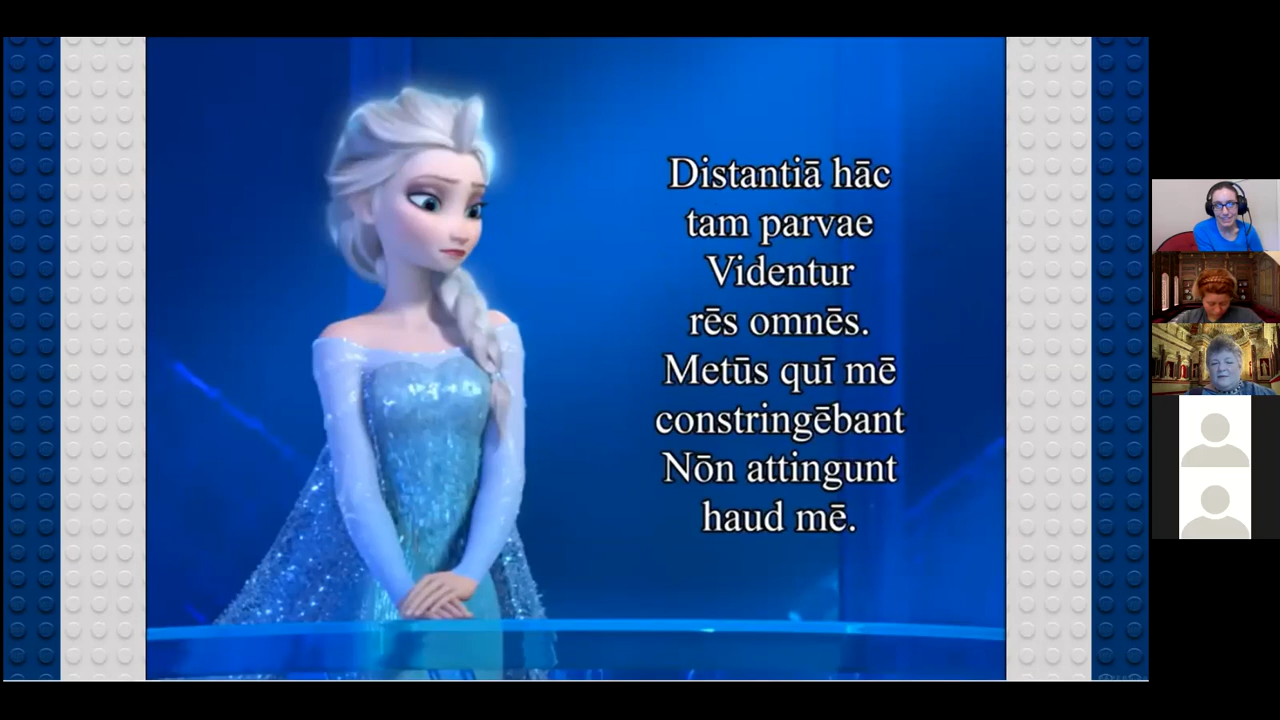 Distantiā hāc
tam parvae
Videntur
rēs omnēs.
Metūs quī mē
constringēbant
Nōn attingunt
haud mē.